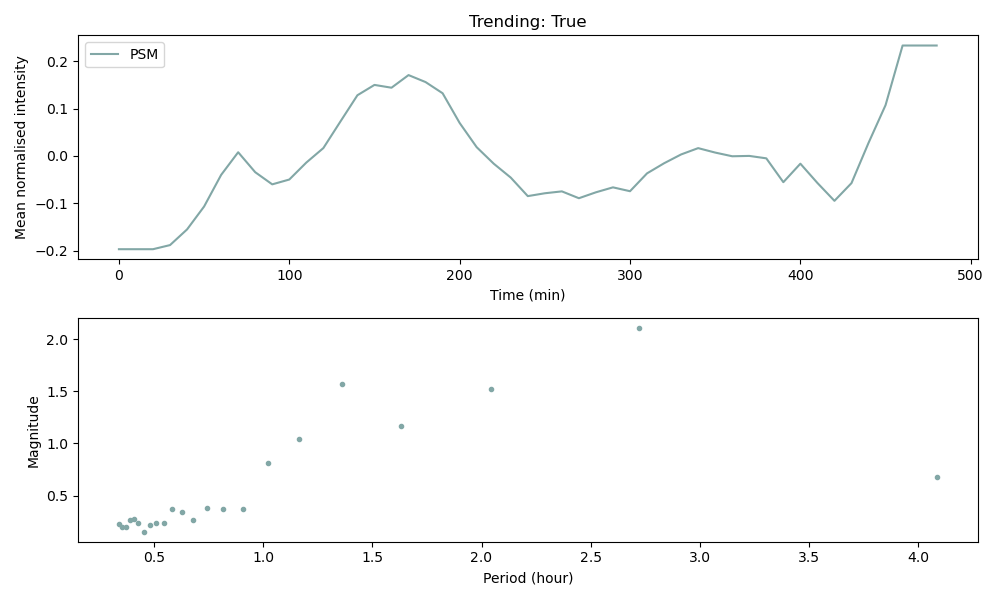 Trending: True
PSM
Mean normalised intensity
0.2
0.1
0.0
−0.1
−0.2
0 100 200 300 400 500
Time (min)
Magnitude
2.0
1.5
1.0
0.5
0.5 1.0 1.5 2.0 2.5 3.0 3.5 4.0
Period (hour)